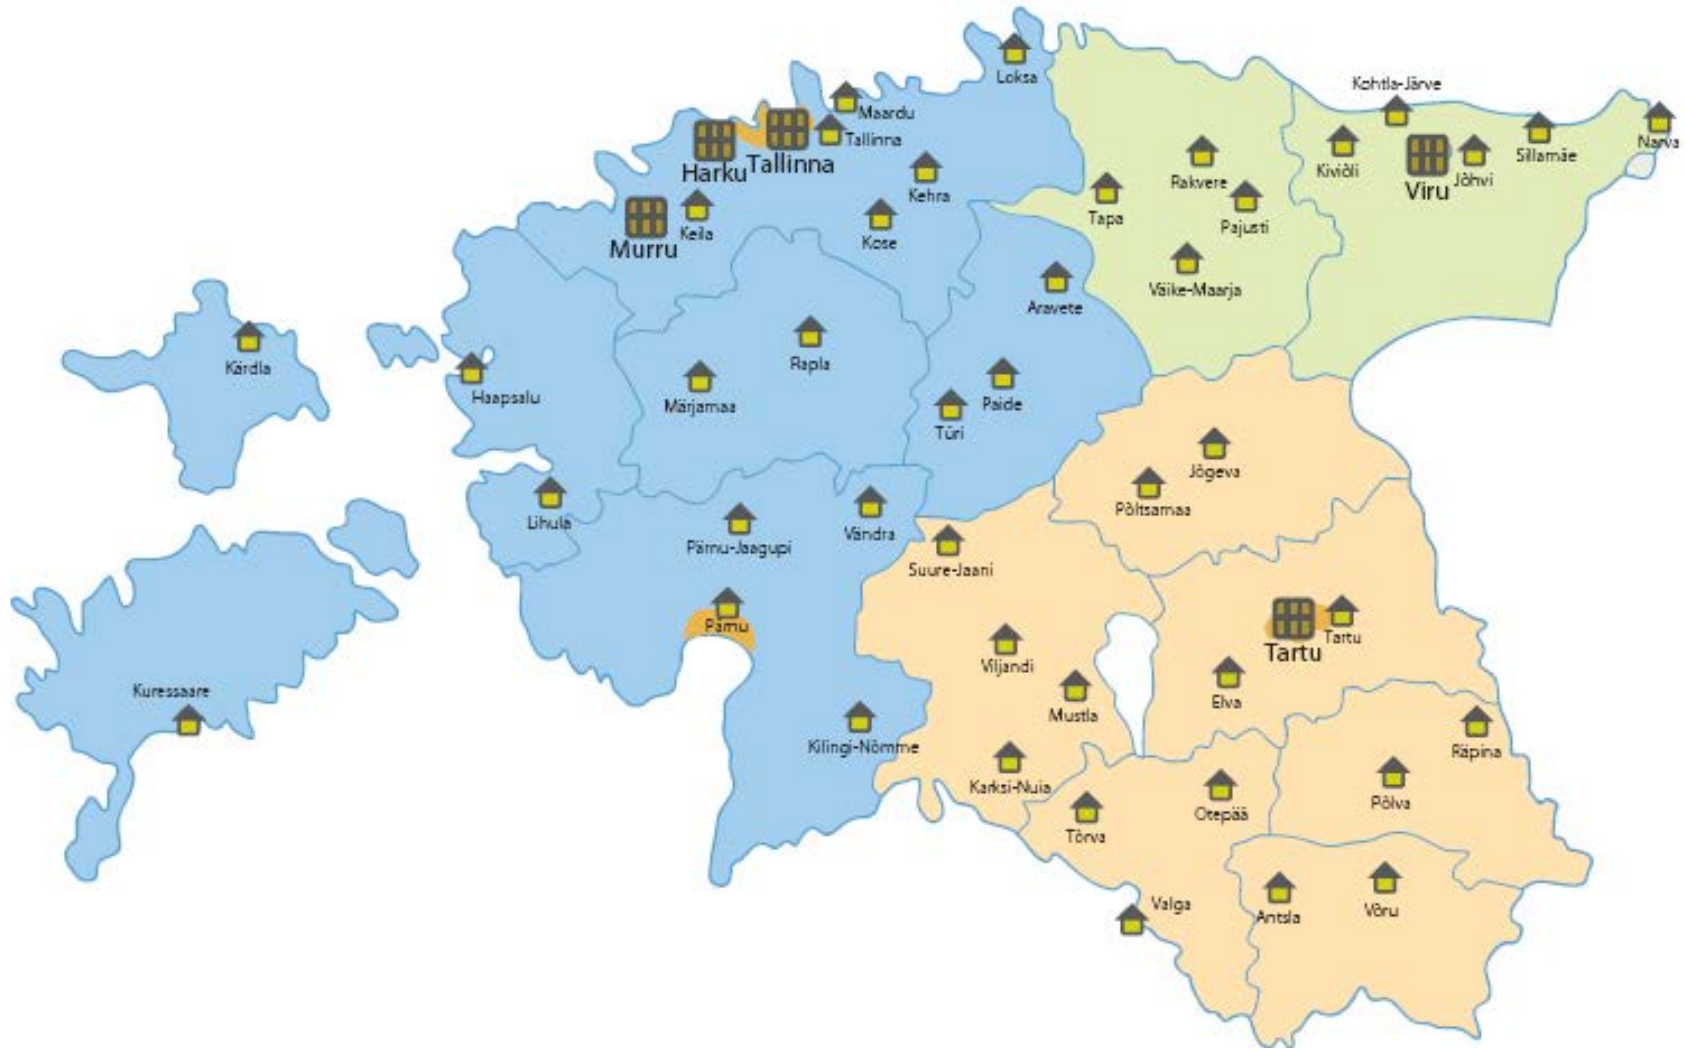 Loksa
Kohtla-Järve
Maardu
Tallinna
Harku
Tallinna
Narva
Sillamäe
Kiviõli
Jõhvi
Viru
Rakvere
Kehra
Tapa
Pajusti
Keila
Kose
Murru
Väike-Maarja
Aravete
Kärdla
Rapla
Haapsalu
Märjamaa
Paide
Türi
Jõgeva
Põltsamaa
Lihula
Vändra
Pärnu-Jaagupi
Suure-Jaani
Pärnu
Tartu
Tartu
Viljandi
Kuressaare
Elva
Mustla
Kilingi-Nõmme
Räpina
Karksi-Nuia
Põlva
Otepää
Tõrva
Valga
Antsla
Võru